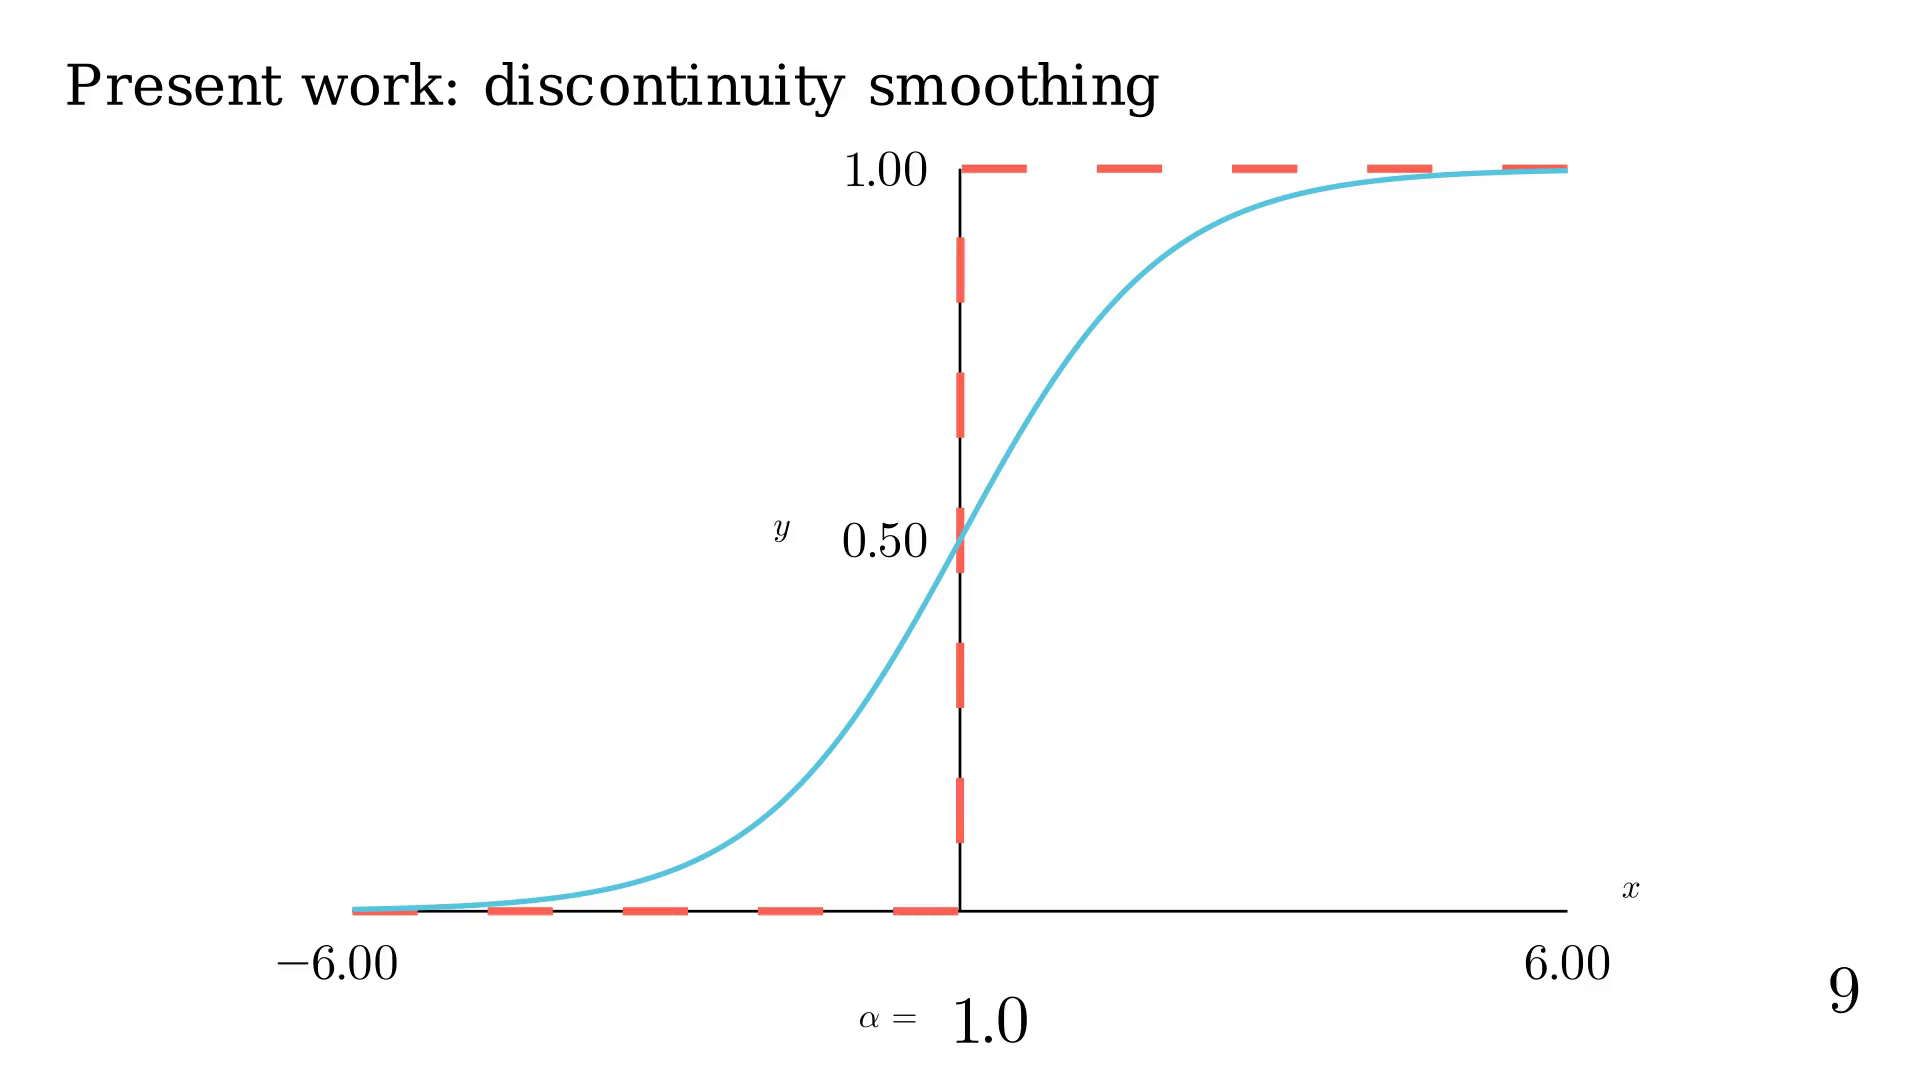 Present work: discontinuity smoothing
1.00
y
0.50
x
−6.00
6.00
α = 1.0
9